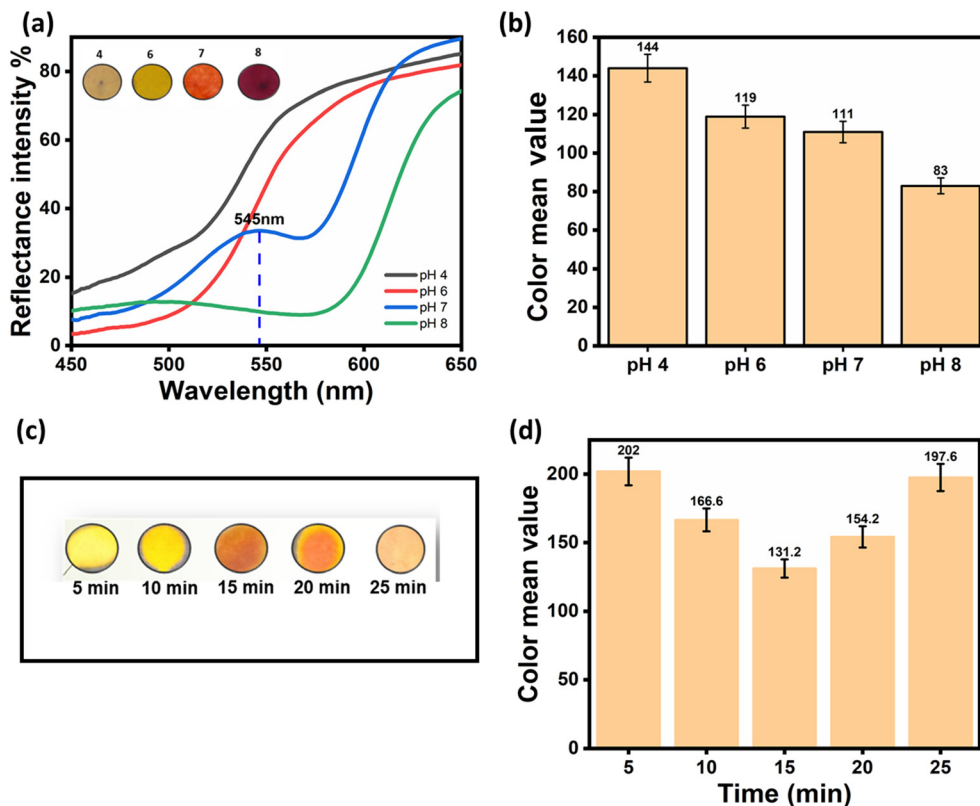 (a)
Reflectance intensity %
80
60
40
20
0
4 6 7 8
545nm
pH 4
pH 6
pH 7
pH 8
450 500 550 600 650
Wavelength (nm)
(b)
Color mean value
160
140
120
100
80
60
40
20
0
144
119
111
83
pH 4 pH 6 pH 7 pH 8
(c)
5 min 10 min 15 min 20 min 25 min
(d)
Color mean value
200
150
100
50
0
202
166.6
131.2
154.2
197.6
5 10 15 20 25
Time (min)